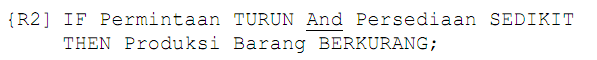 {R2] IF Permintaan TURUN And Persediaan SEDIKIT
THEN Produksi Barang BERKURANG;